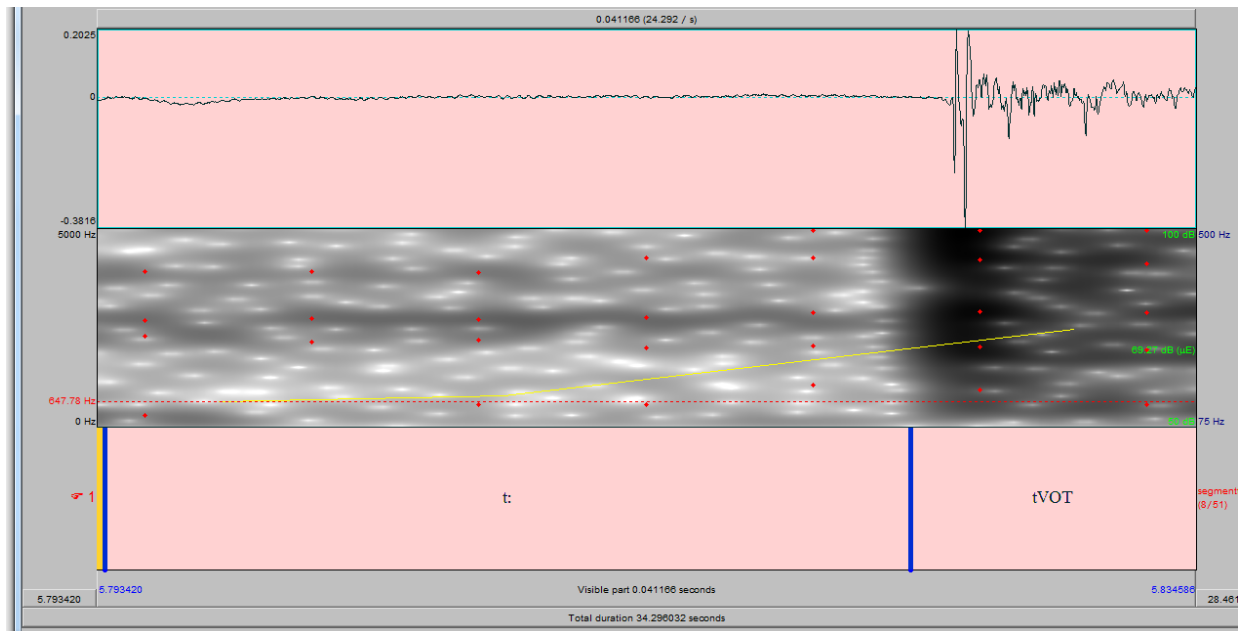 0.041166 (24.292 / s)
0.2025
0
-0.3816
5000 Hz
100 dB
500 Hz
69.27 dB (µE)
647.78 Hz
0 Hz
50 dB
75 Hz
☞ 1
t:
tVOT
segment
(8/51)
5.793420
Visible part 0.041166 seconds
5.834586
5.793420
28.461
Total duration 34.296032 seconds